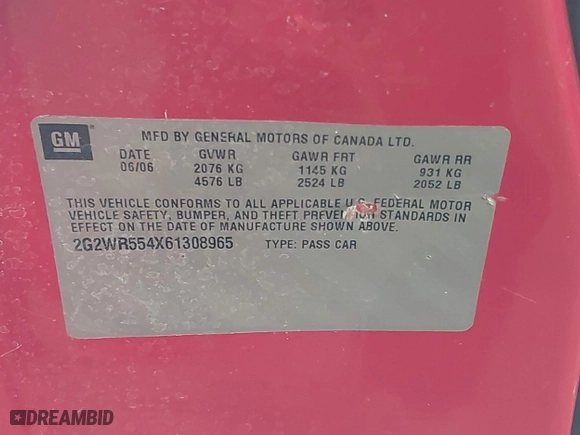 GM
MFD BY GENERAL MOTORS OF CANADA LTD.
DATE GVWR GAWR FRT GAWR RR
06/06 2076 KG 1145 KG 931 KG
4576 LB 2524 LB 2052 LB
THIS VEHICLE CONFORMS TO ALL APPLICABLE U.S. FEDERAL MOTOR
VEHICLE SAFETY, BUMPER, AND THEFT PREVENTION STANDARDS IN
EFFECT ON THE DATE OF MANUFACTURE SHOWN ABOVE.
2G2WR554X61308965 TYPE: PASS CAR
DREAMBID